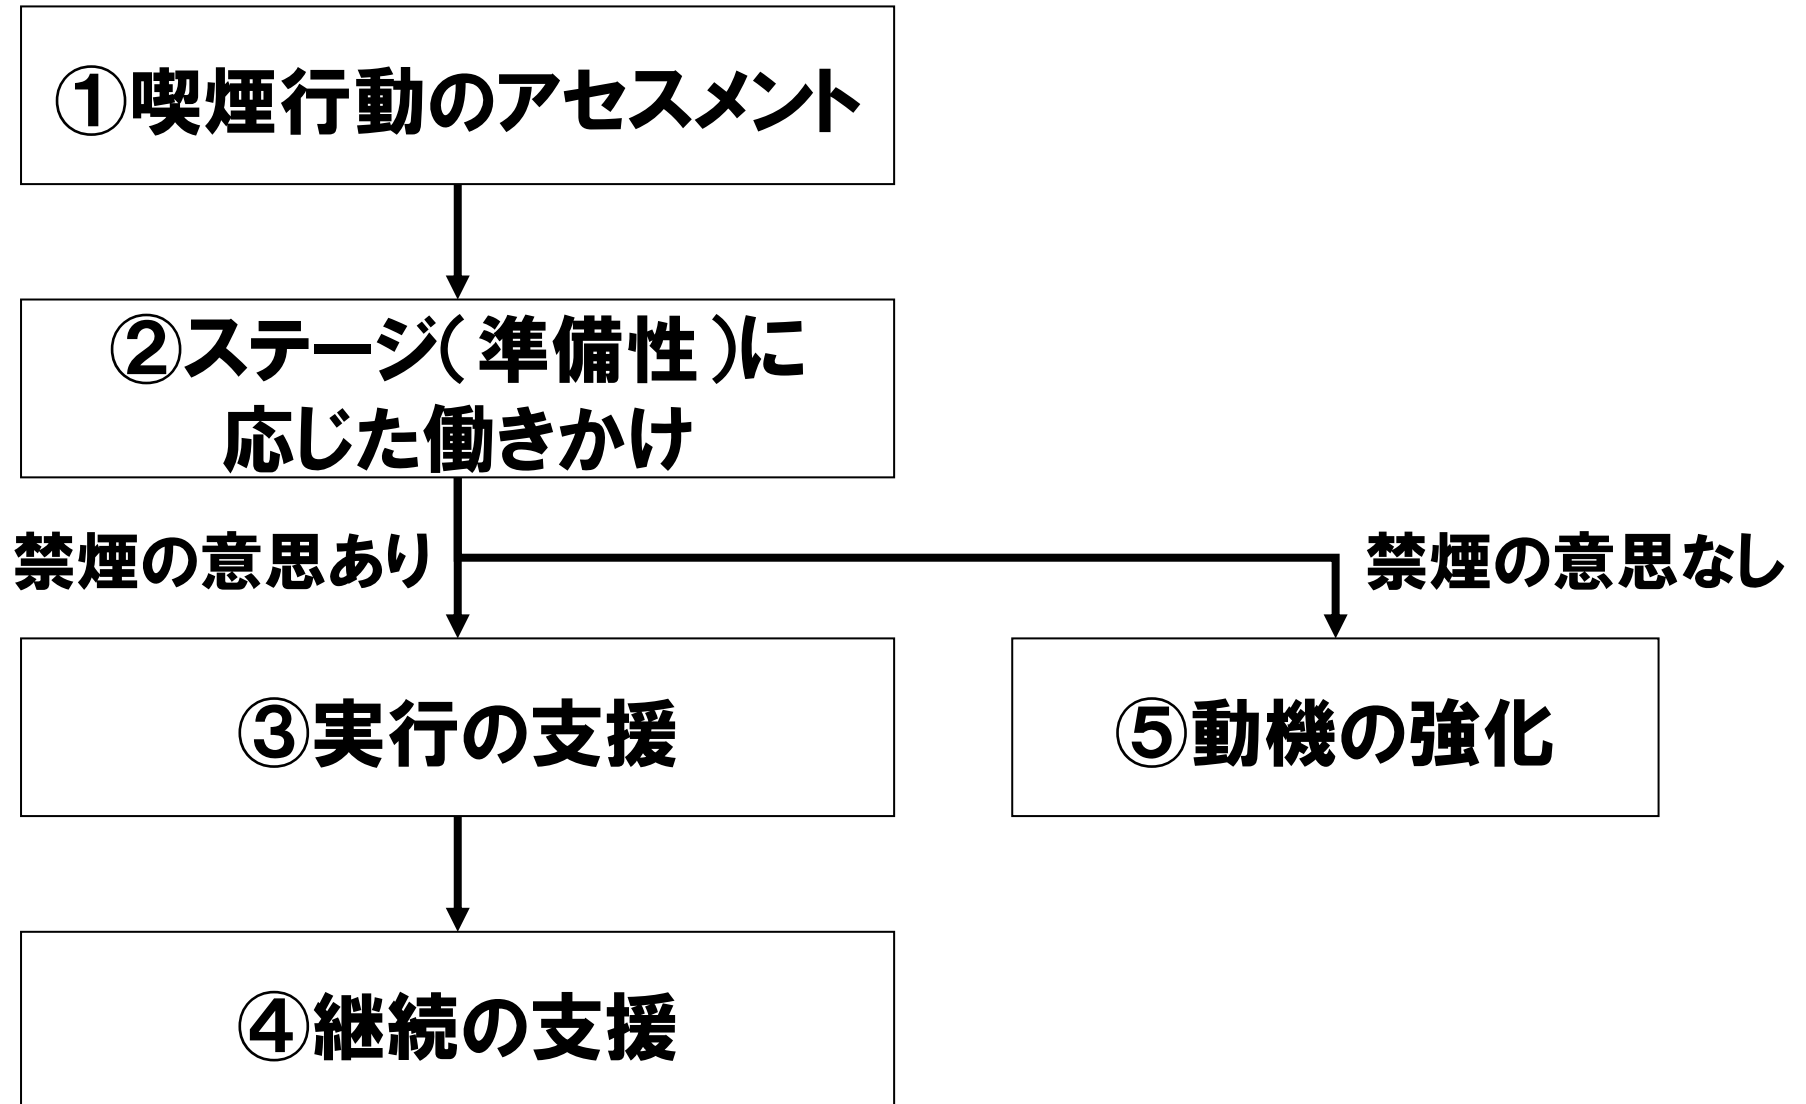 ①喫煙行動のアセスメント
②ステージ(準備性)に
応じた働きかけ
禁煙の意思あり
禁煙の意思なし
③実行の支援
⑤動機の強化
④継続の支援